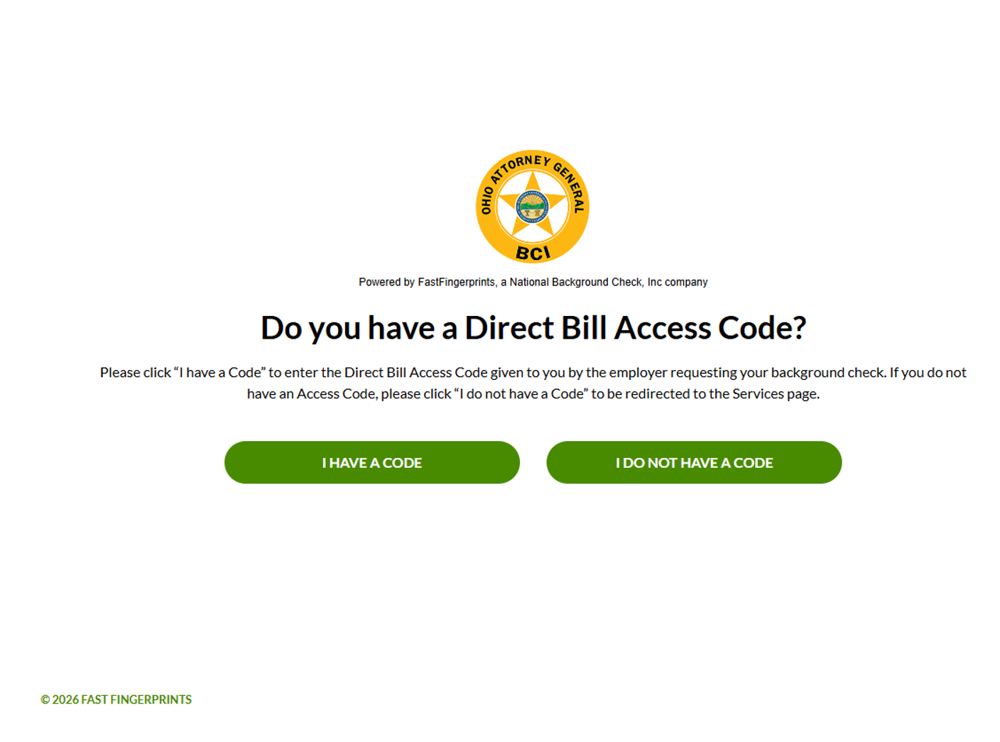 OHIO ATTORNEY GENERAL
BCI
Powered by FastFingerprints, a National Background Check, Inc company
Do you have a Direct Bill Access Code?
Please click “I have a Code” to enter the Direct Bill Access Code given to you by the employer requesting your background check. If you do not
have an Access Code, please click “I do not have a Code” to be redirected to the Services page.
I HAVE A CODE
I DO NOT HAVE A CODE
© 2026 FAST FINGERPRINTS